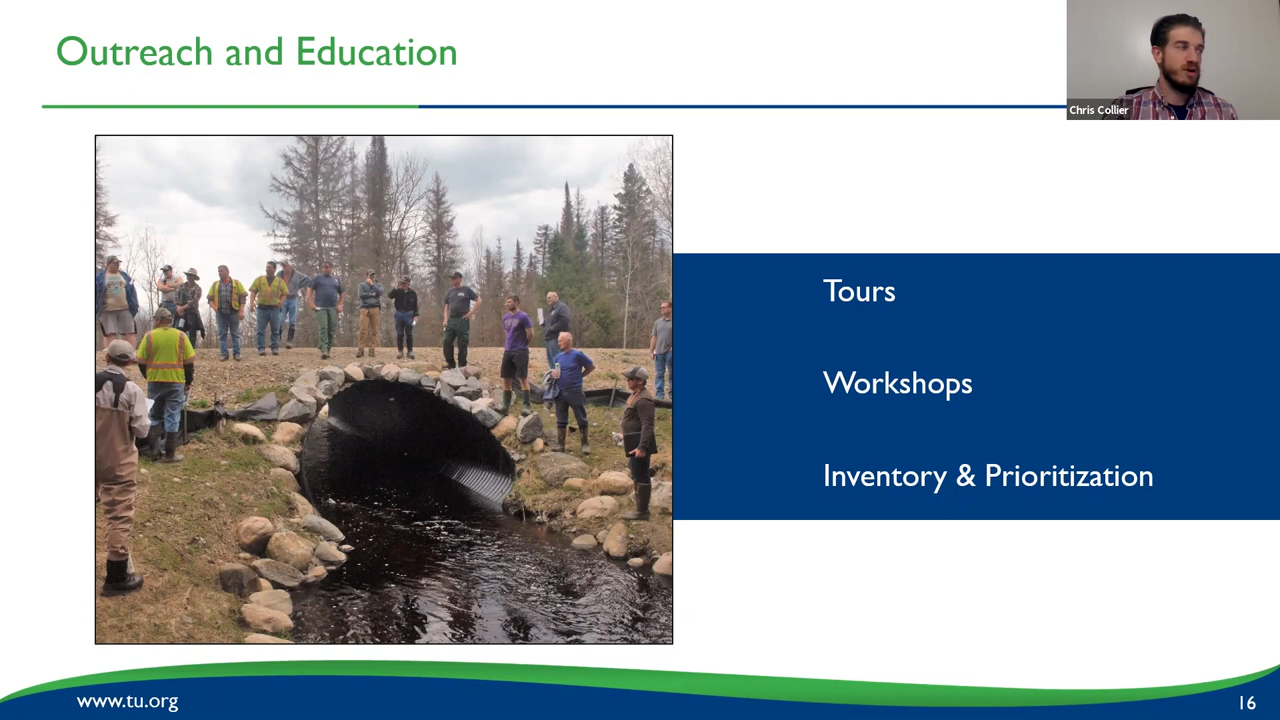 Outreach and Education
Chris Collier
Tours
Workshops
Inventory & Prioritization
www.tu.org
16